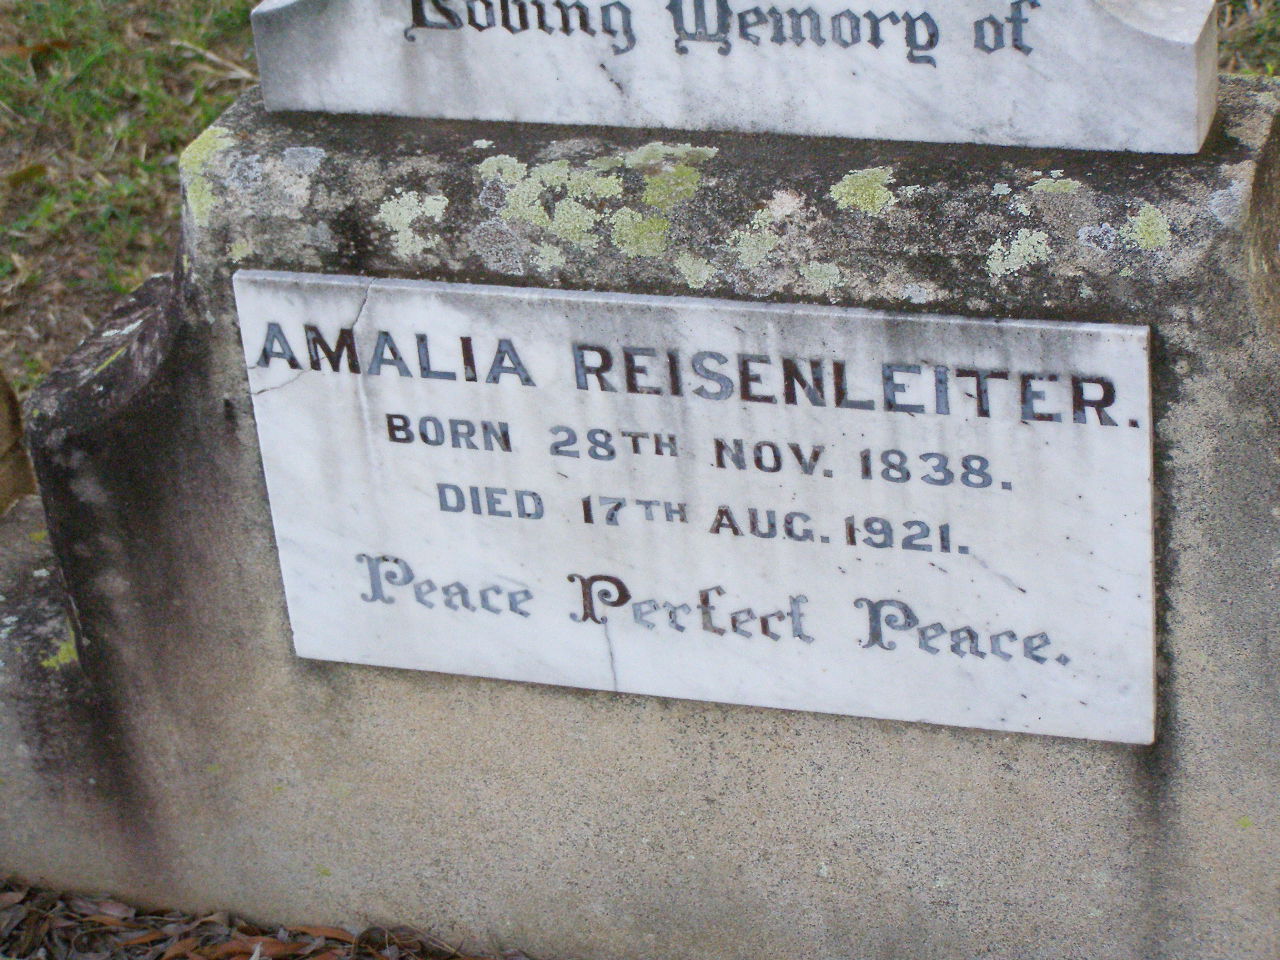 Loving Memory of
AMALIA REISENLEITER.
BORN 28TH NOV. 1838.
DIED 17TH AUG. 1921.
Peace Perfect Peace.